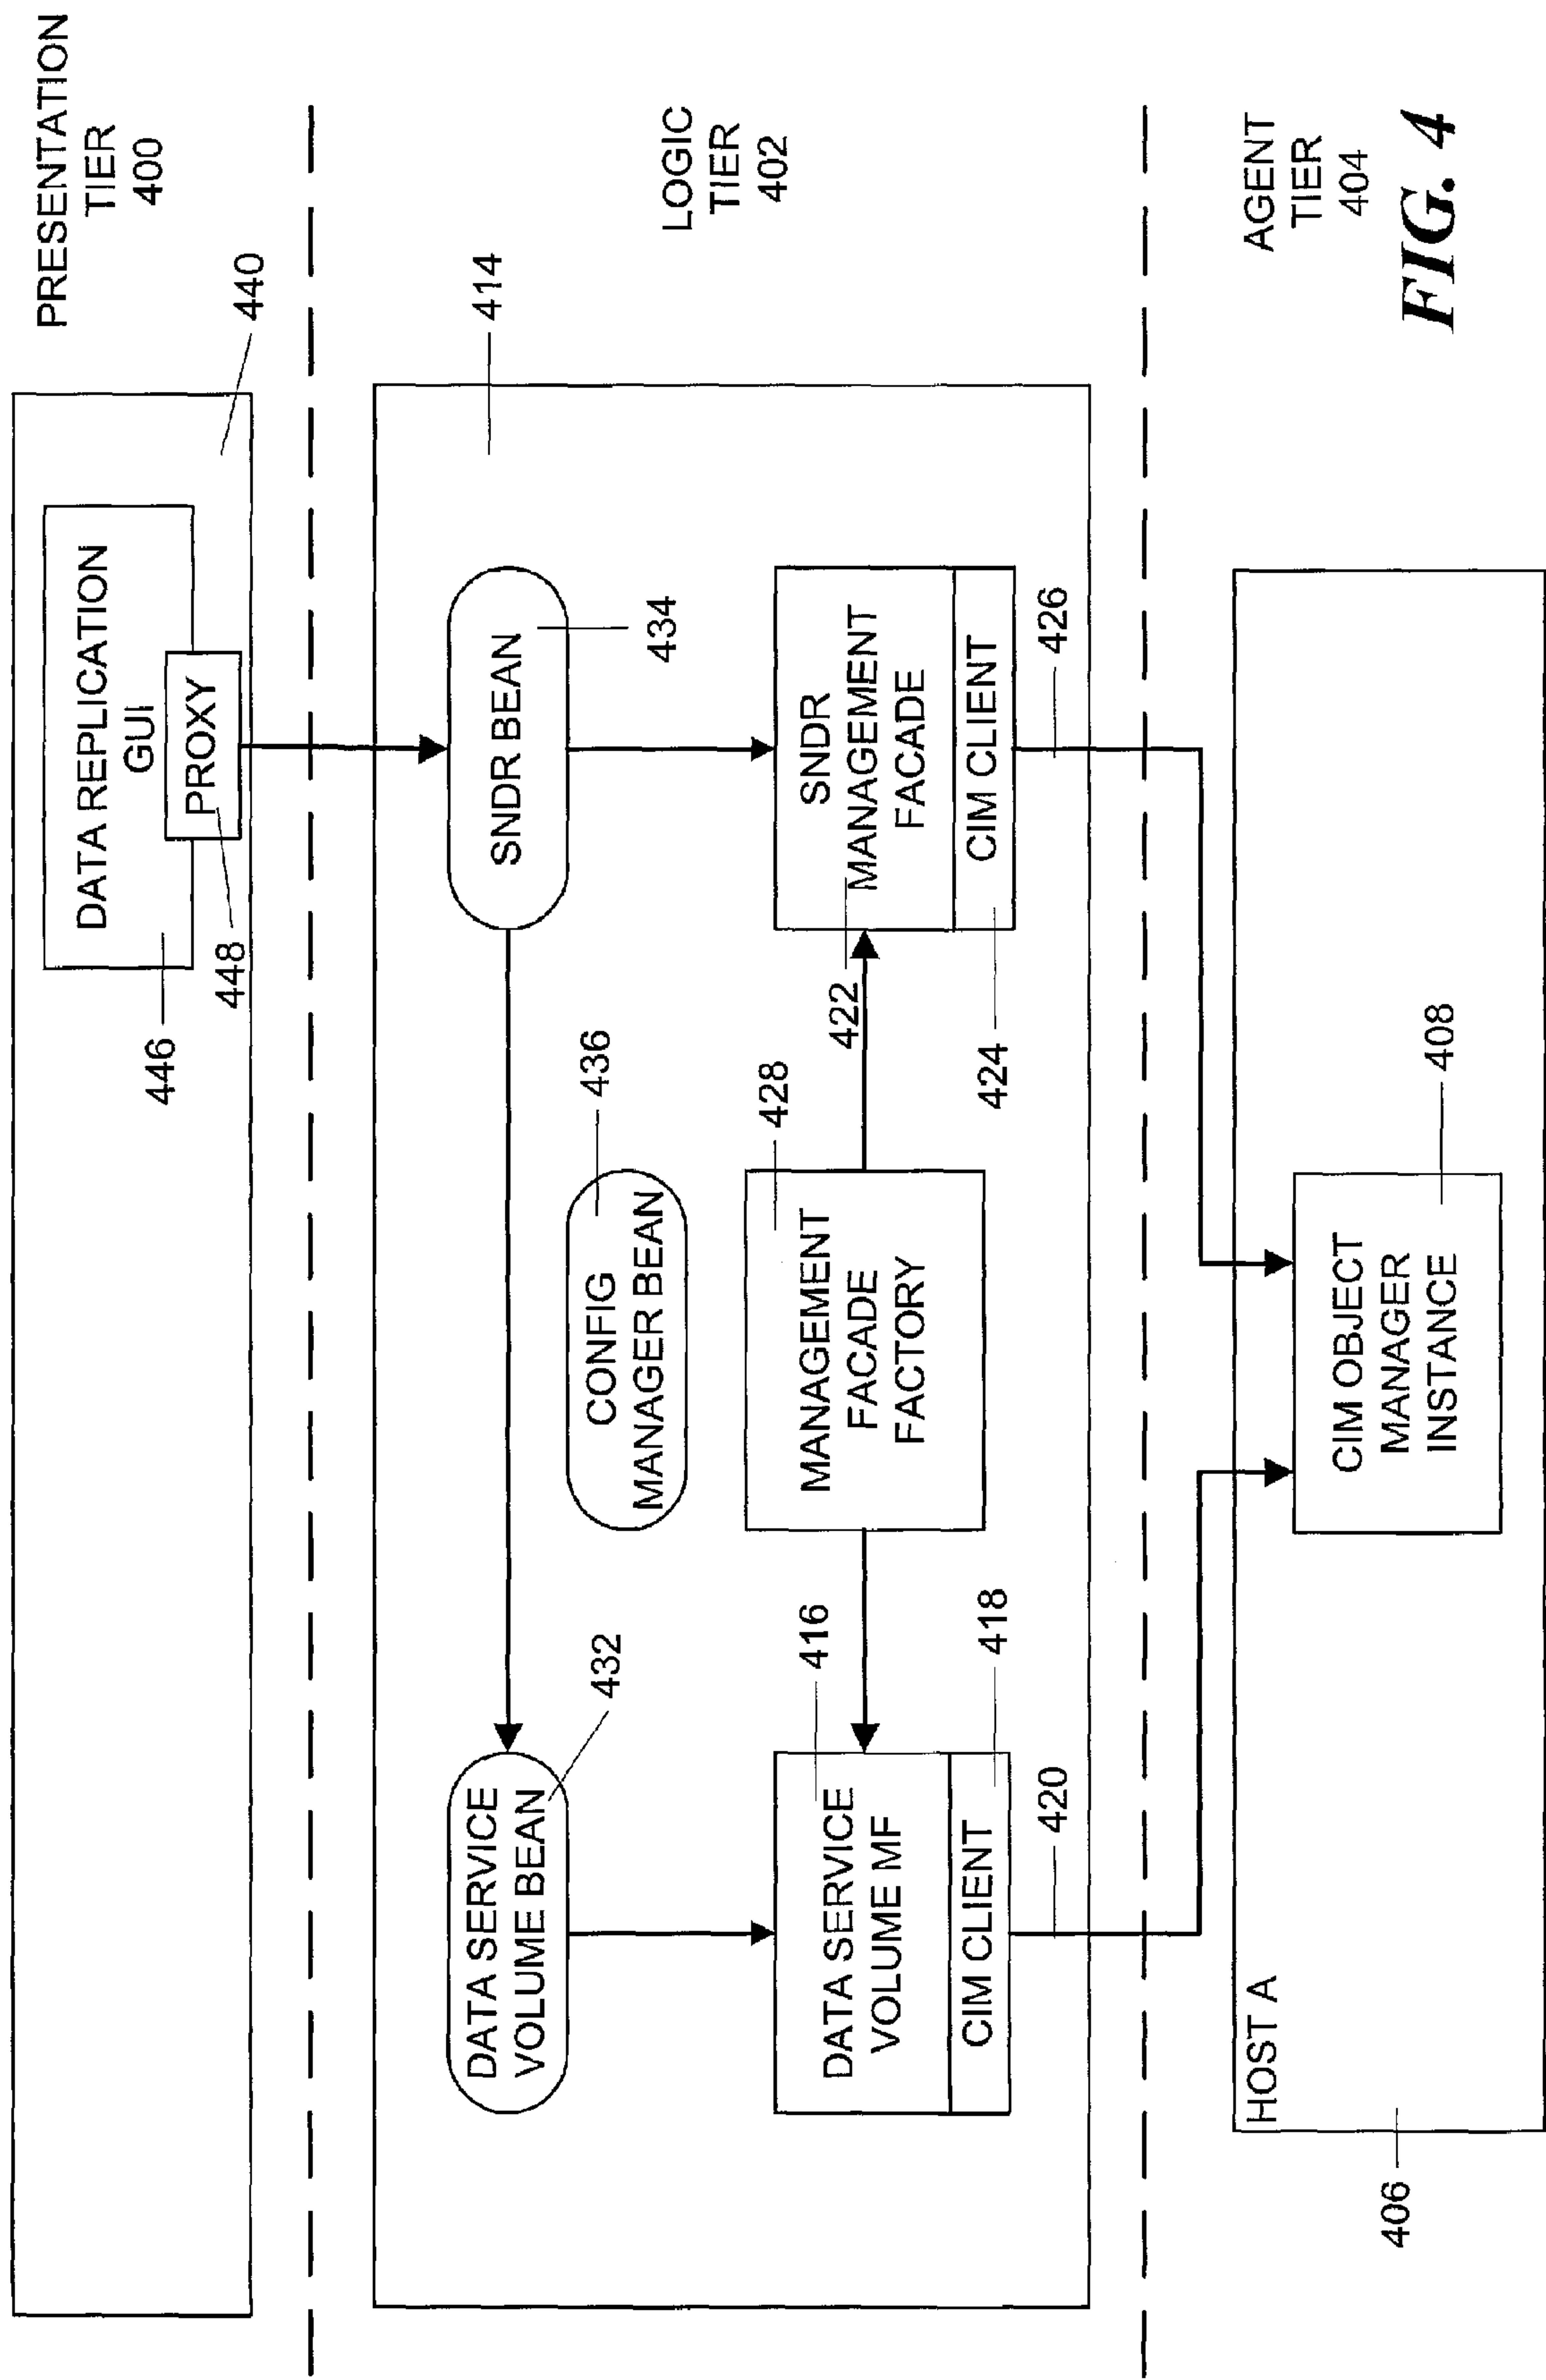 PRESENTATION
TIER
400
440
DATA REPLICATION
GUI
PROXY
446
448
LOGIC
TIER
402
414
DATA SERVICE
VOLUME BEAN
432
SNDR BEAN
434
CONFIG
MANAGER BEAN
436
DATA SERVICE
VOLUME MF
416
CIM CLIENT
418
420
MANAGEMENT
FACADE
FACTORY
428
SNDR
MANAGEMENT
FACADE
422
CIM CLIENT
424
426
AGENT
TIER
404
HOST A
406
CIM OBJECT
MANAGER
INSTANCE
408
FIG. 4